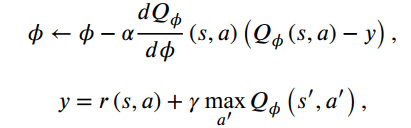 ϕ ← ϕ − α dQ_ϕ/dϕ (s, a) (Q_ϕ (s, a) − y) ,
y = r (s, a) + γ max_{a′} Q_ϕ (s′, a′) ,